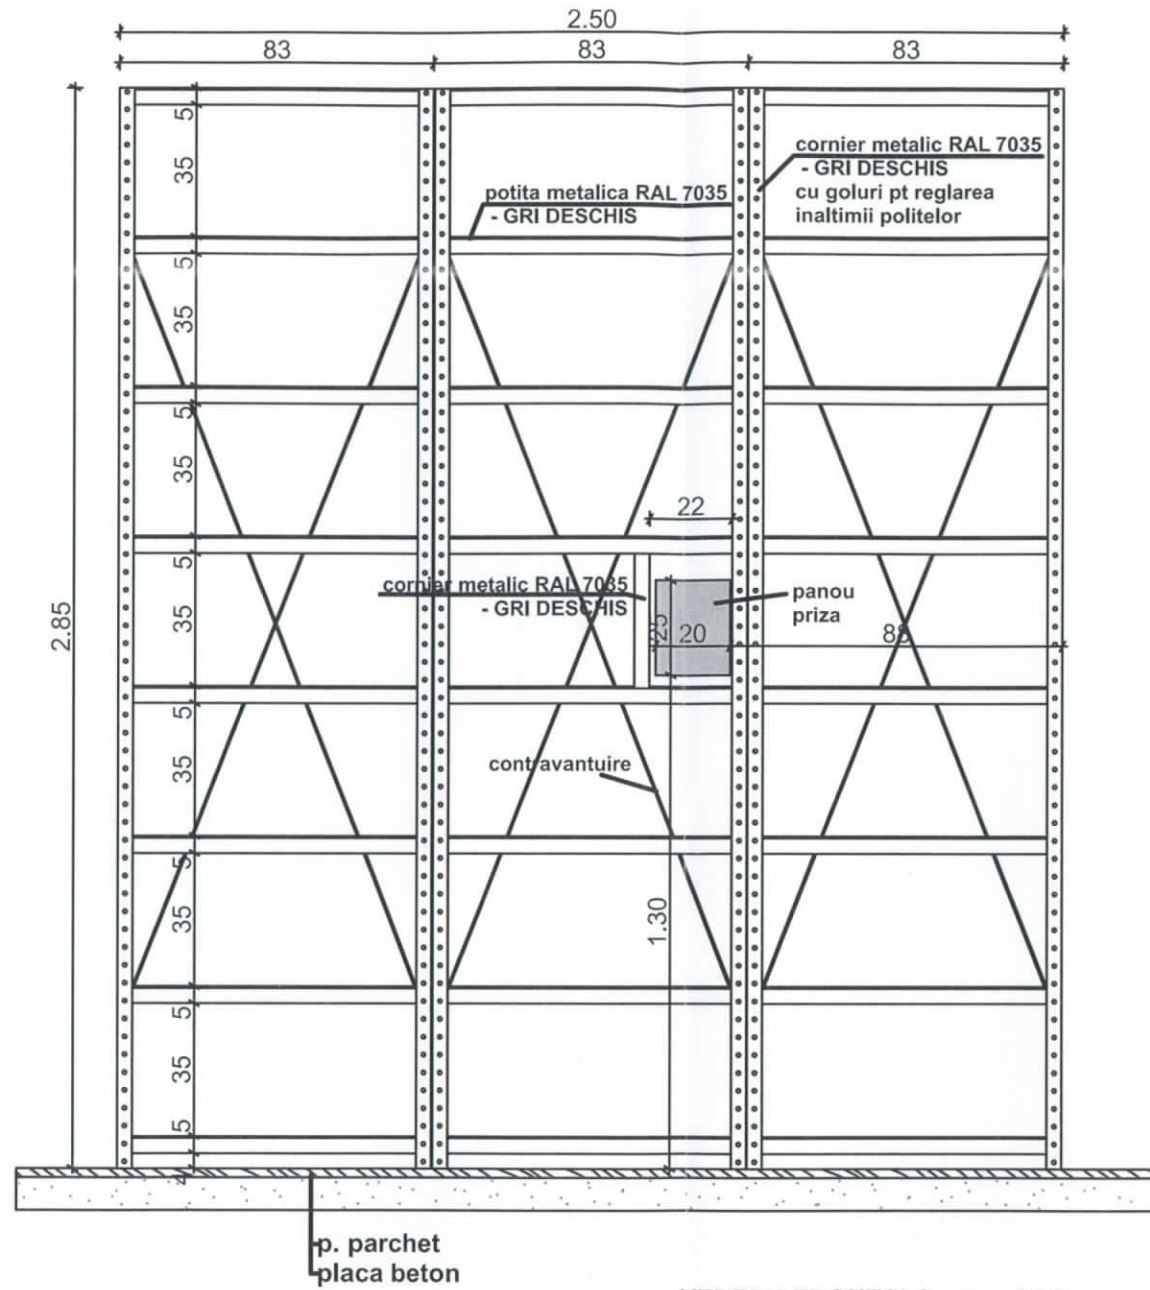 2.50
83 83 83
5
35
cornier metalic RAL 7035
- GRI DESCHIS
cu goluri pt reglarea
inaltimii politelor
potita metalica RAL 7035
- GRI DESCHIS
5
35
5
35
22
5
cornier metalic RAL 7035
- GRI DESCHIS
panou
priza
2.85
35
25
20
88
5
35
contravantuire
5
35
1.30
5
35
5
4
p. parchet
placa beton